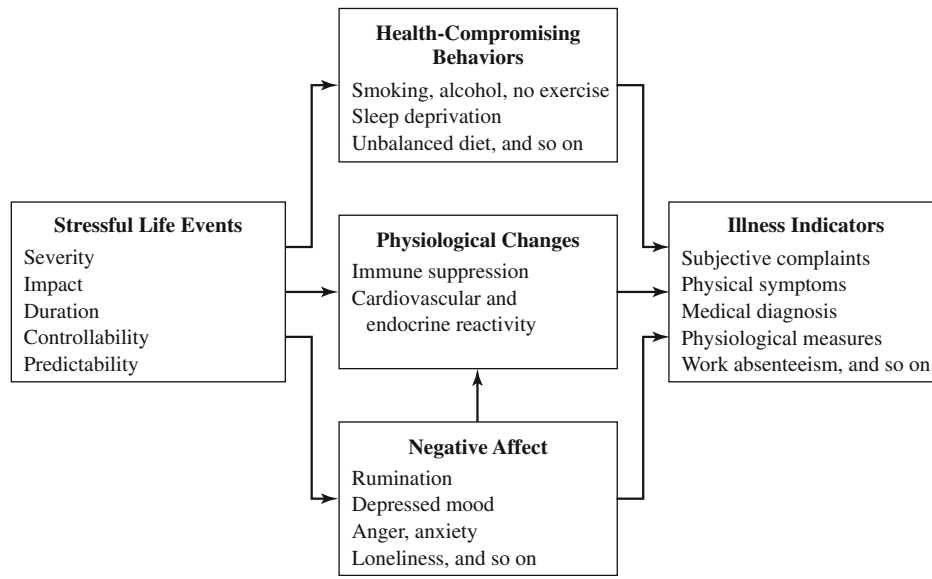 Health-Compromising
Behaviors
Smoking, alcohol, no exercise
Sleep deprivation
Unbalanced diet, and so on
Stressful Life Events
Severity
Impact
Duration
Controllability
Predictability
Physiological Changes
Immune suppression
Cardiovascular and
endocrine reactivity
Illness Indicators
Subjective complaints
Physical symptoms
Medical diagnosis
Physiological measures
Work absenteeism, and so on
Negative Affect
Rumination
Depressed mood
Anger, anxiety
Loneliness, and so on